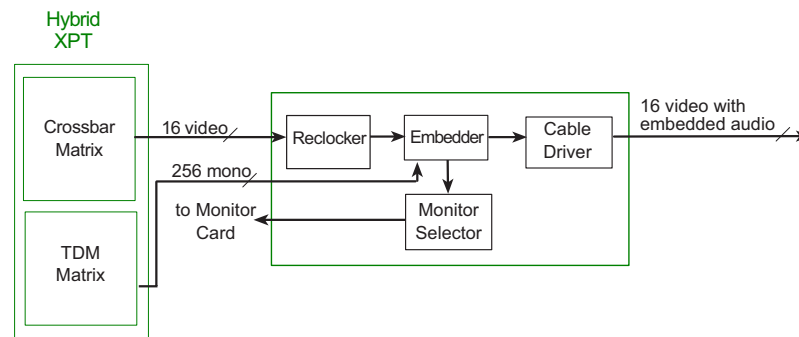 Hybrid
XPT
Crossbar
Matrix
16 video
Reclocker
Embedder
Cable
Driver
16 video with
embedded audio
256 mono
to Monitor
Card
Monitor
Selector
TDM
Matrix